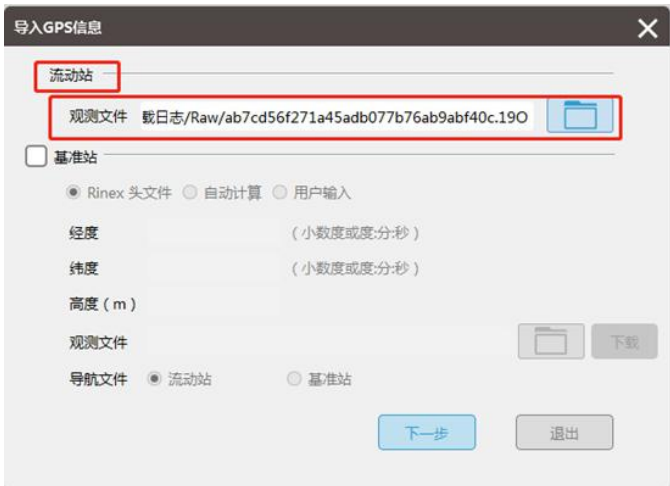 导入GPS信息
流动站
观测文件 载日志/Raw/ab7cd56f271a45adb077b76ab9abf40c.19O
基准站
Rinex 头文件 自动计算 用户输入
经度 (小数度或度:分:秒)
纬度 (小数度或度:分:秒)
高度(m)
观测文件 下载
导航文件 流动站 基准站
下一步 退出